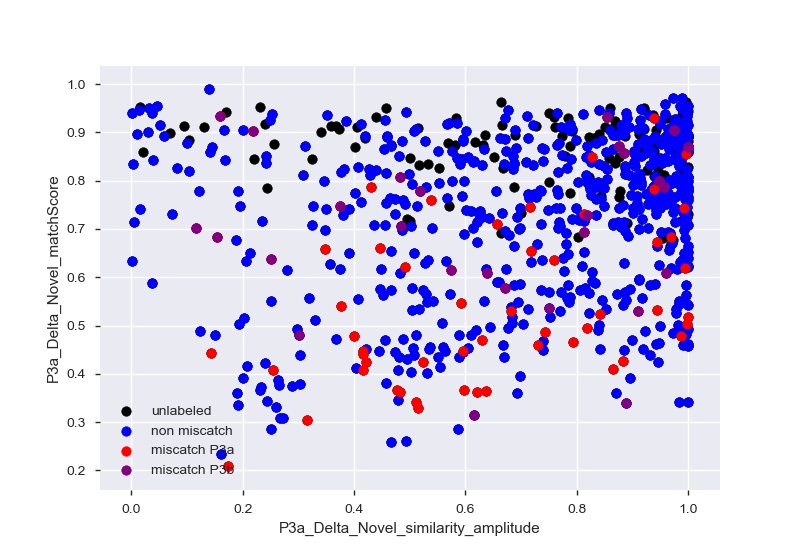 1.0
0.9
0.8
0.7
0.6
0.5
0.4
0.3
0.2
P3a_Delta_Novel_matchScore
unlabeled
non miscatch
miscatch P3a
miscatch P3b
0.0 0.2 0.4 0.6 0.8 1.0
P3a_Delta_Novel_similarity_amplitude